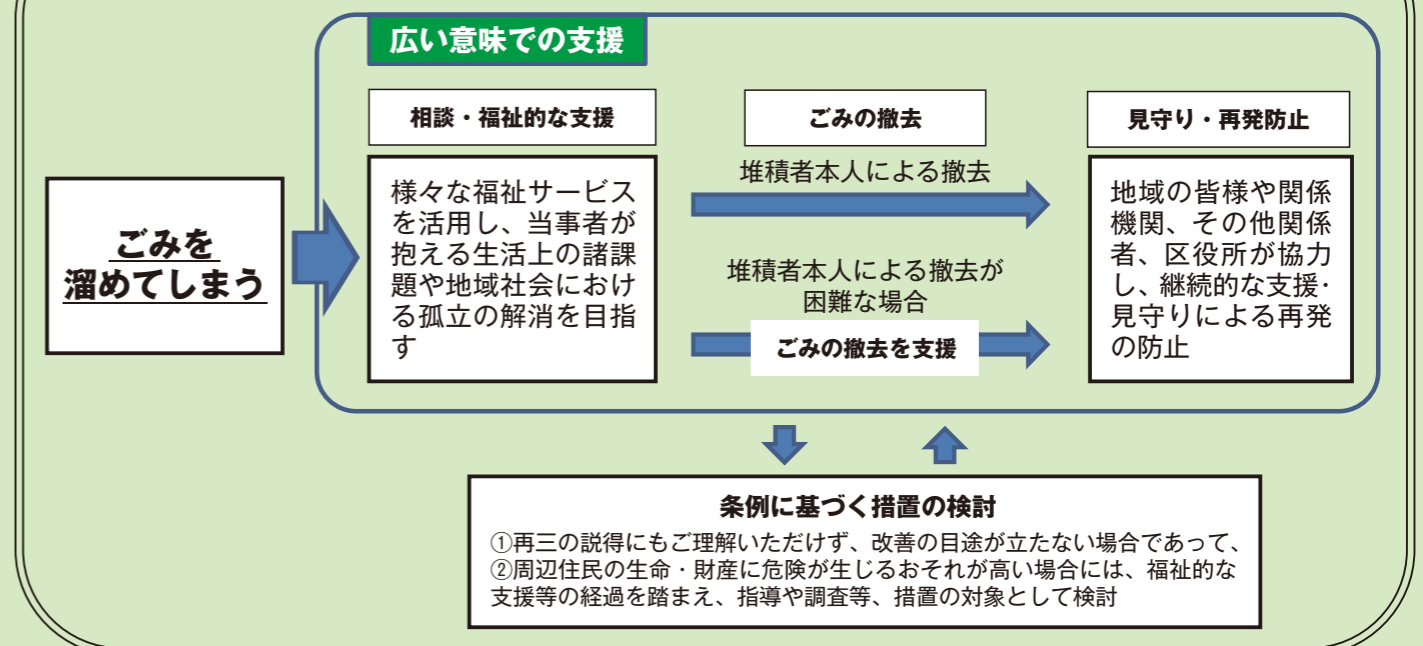 広い意味での支援
ごみを
溜めてしまう
相談・福祉的な支援
様々な福祉サービス
を活用し、当事者が
抱える生活上の諸課
題や地域社会におけ
る孤立の解消を目指
す
ごみの撤去
堆積者本人による撤去
堆積者本人による撤去が
困難な場合
ごみの撤去を支援
見守り・再発防止
地域の皆様や関係
機関、その他関係
者、区役所が協力
し、継続的な支援・
見守りによる再発
の防止
条例に基づく措置の検討
①再三の説得にもご理解いただけず、改善の目途が立たない場合であって、
②周辺住民の生命・財産に危険が生じるおそれが高い場合には、福祉的な
支援等の経過を踏まえ、指導や調査等、措置の対象として検討